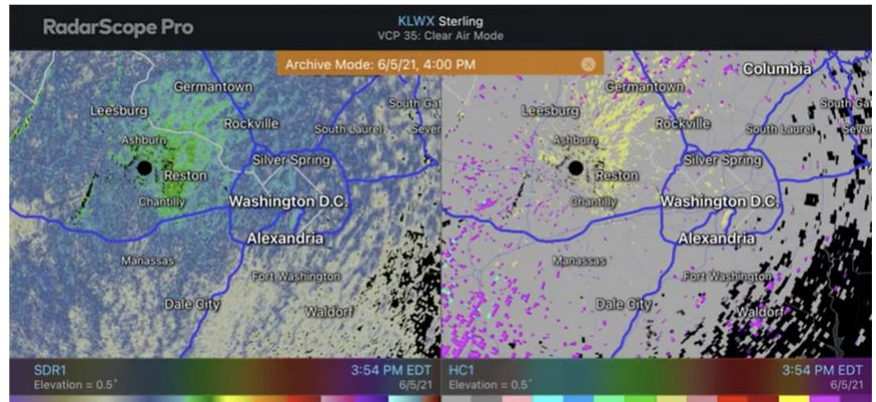 RadarScope Pro
KLWX Sterling
VCP 35: Clear Air Mode
Archive Mode: 6/5/21, 4:00 PM
Germantown
Leesburg
Rockville
South Laurel
Ashburn
Silver Spring
Reston
Chantilly
Washington D.C.
Alexandria
Manassas
Fort Washington
Dale City
Waldorf
SDR1
Elevation = 0.5°
3:54 PM EDT
6/5/21
Columbia
Germantown
Leesburg
Rockville
South Laurel
Ashburn
Silver Spring
Reston
Chantilly
Washington D.C.
Alexandria
Manassas
Fort Washington
Dale City
Waldorf
HC1
Elevation = 0.5°
3:54 PM EDT
6/5/21